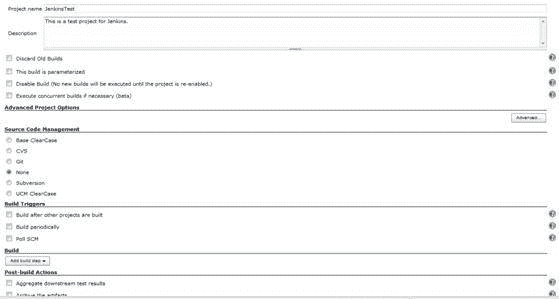 Project name JenkinsTest
This is a test project for Jenkins.
Description
Discard Old Builds
This build is parameterized
Disable Build (No new builds will be executed until the project is re-enabled.)
Execute concurrent builds if necessary (beta)
Advanced Project Options
Advanced...
Source Code Management
Base ClearCase
CVS
Git
None
Subversion
UCM ClearCase
Build Triggers
Build after other projects are built
Build periodically
Poll SCM
Build
Add build step
Post-build Actions
Aggregate downstream test results
Archive the artifacts